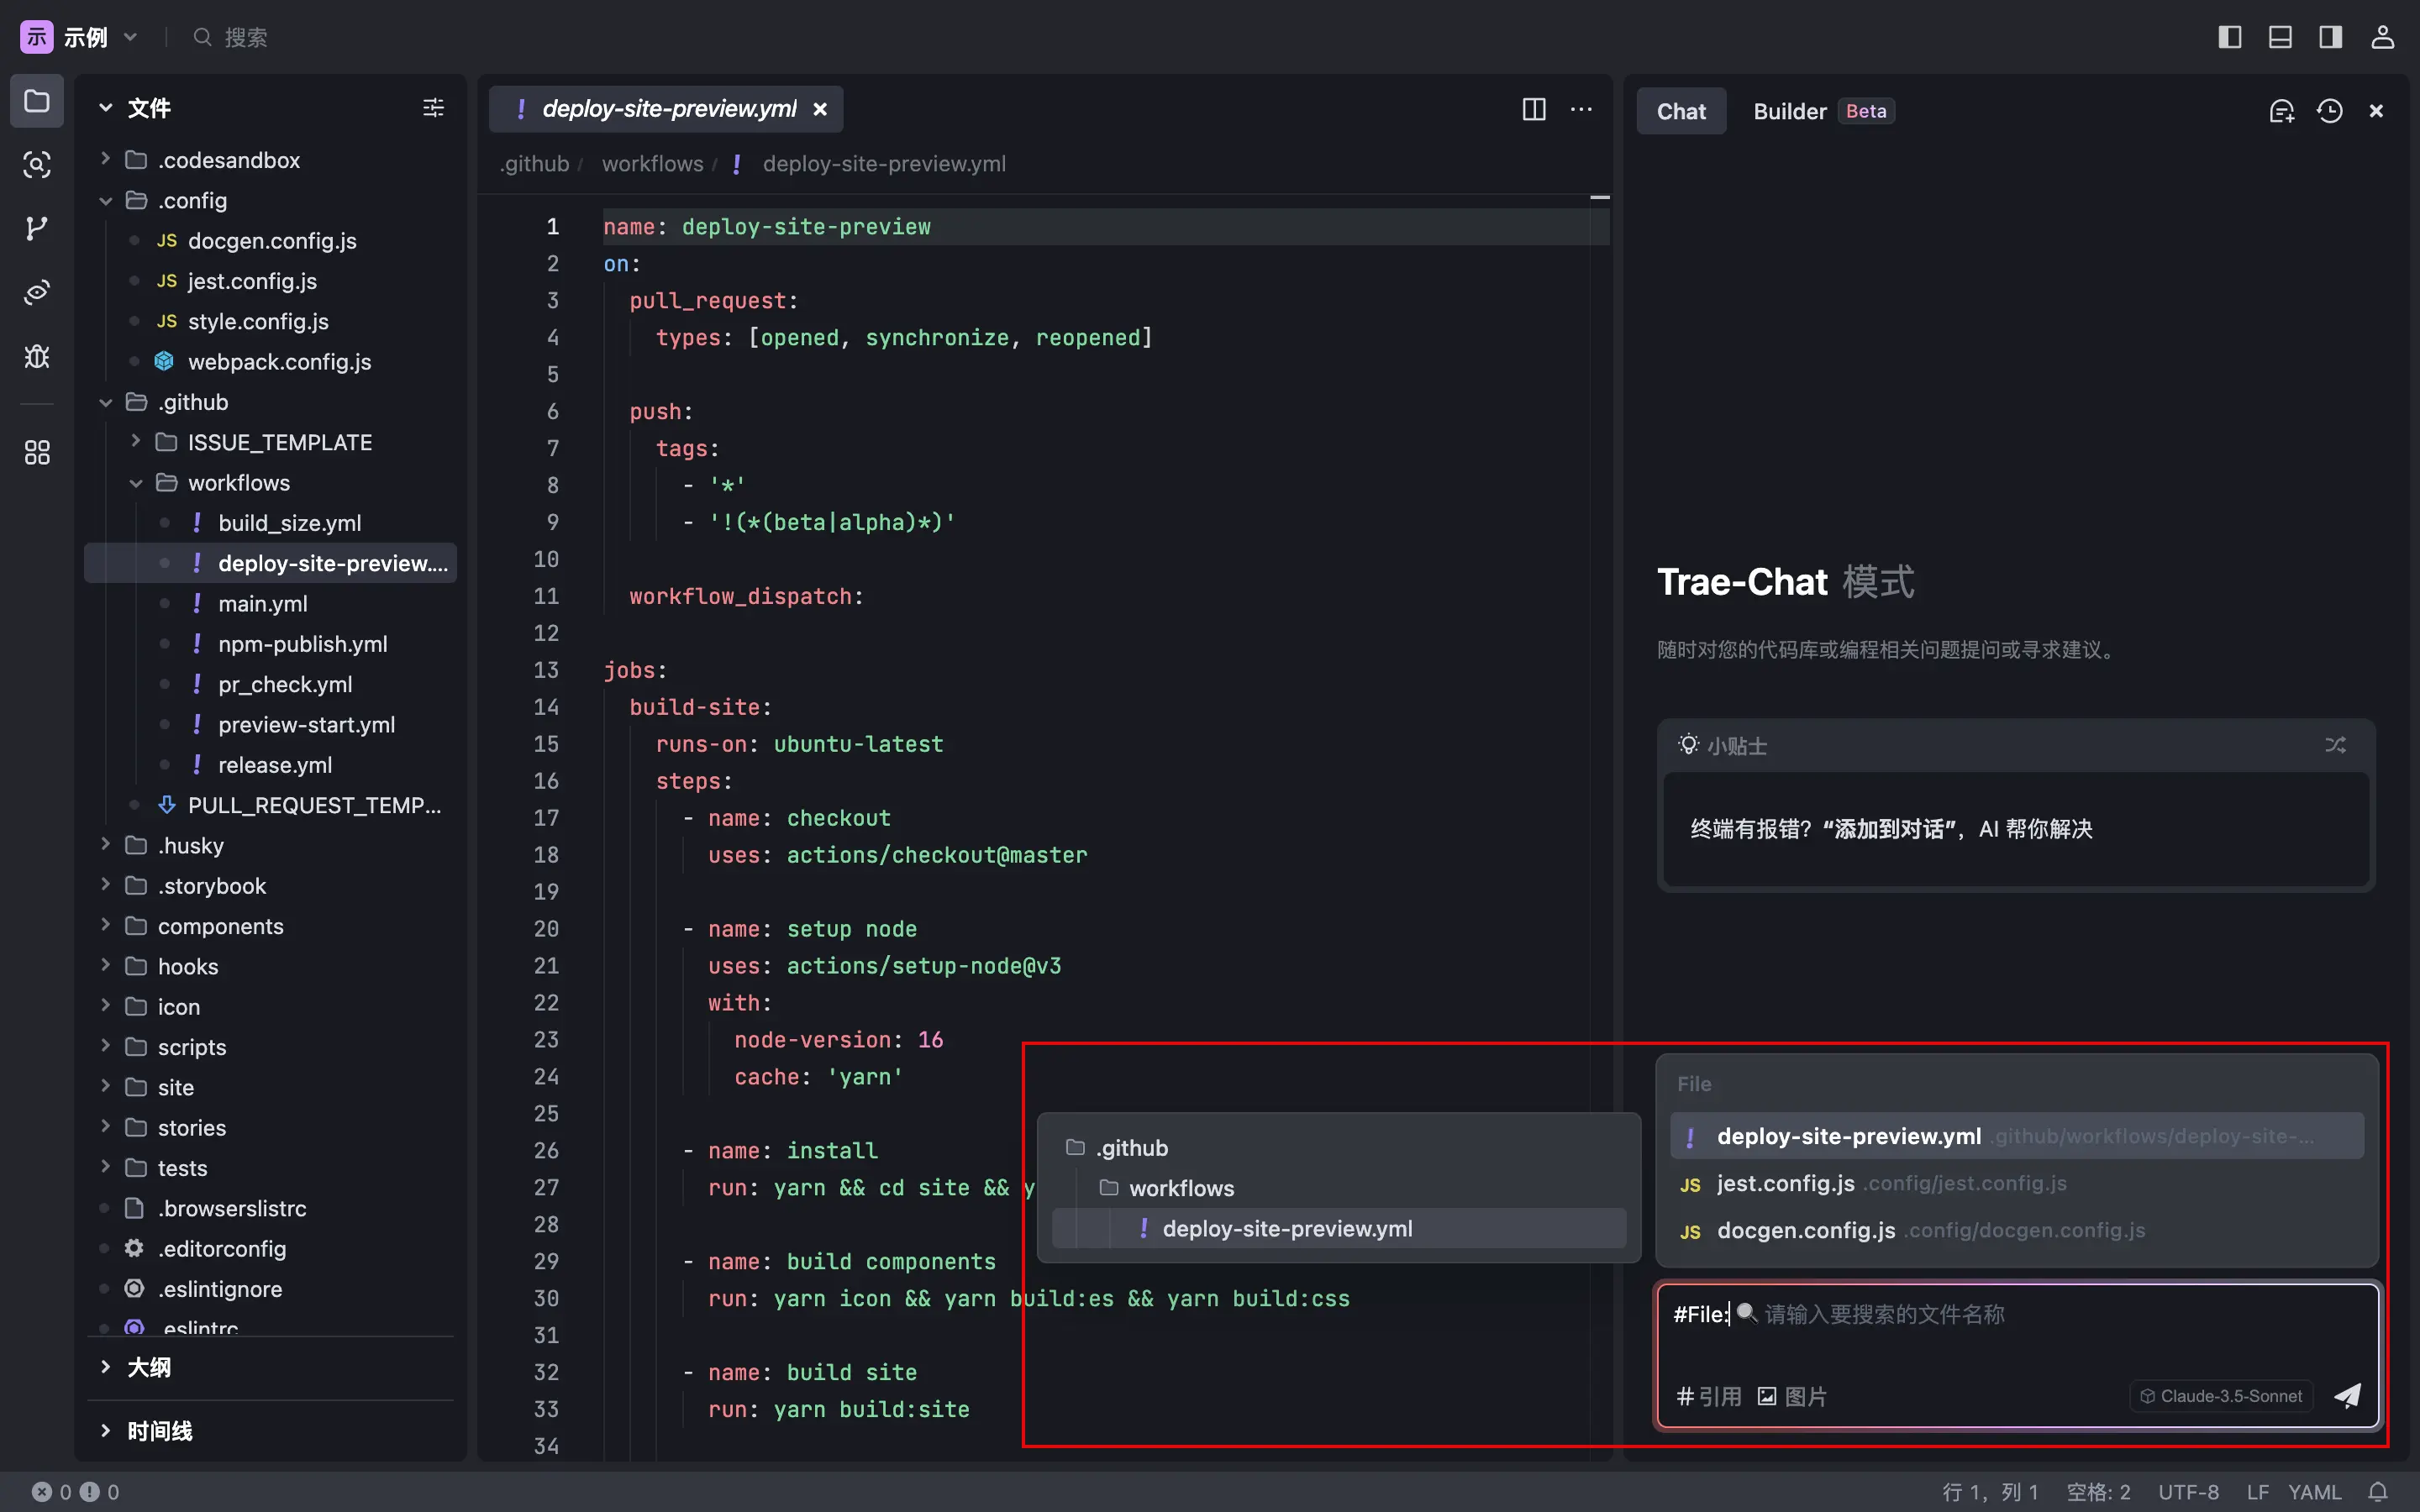 示 示例 搜索
文件
.codesandbox
.config
JS docgen.config.js
JS jest.config.js
JS style.config.js
webpack.config.js
.github
ISSUE_TEMPLATE
workflows
! build_size.yml
! deploy-site-preview....
! main.yml
! npm-publish.yml
! pr_check.yml
! preview-start.yml
! release.yml
PULL_REQUEST_TEMP...
.husky
.storybook
components
hooks
icon
scripts
site
stories
tests
.browserslistrc
.editorconfig
.eslintignore
.eslintrc
大纲
时间线
! deploy-site-preview.yml
.github / workflows / ! deploy-site-preview.yml
1 name: deploy-site-preview
2 on:
3 pull_request:
4 types: [opened, synchronize, reopened]
5
6 push:
7 tags:
8 - '*'
9 - '!(*(beta|alpha)*)'
10
11 workflow_dispatch:
12
13 jobs:
14 build-site:
15 runs-on: ubuntu-latest
16 steps:
17 - name: checkout
18 uses: actions/checkout@master
19
20 - name: setup node
21 uses: actions/setup-node@v3
22 with:
23 node-version: 16
24 cache: 'yarn'
25
26 - name: install
27 run: yarn && cd site && y
28
29 - name: build components
30 run: yarn icon && yarn build:es && yarn build:css
31
32 - name: build site
33 run: yarn build:site
34
.github
workflows
! deploy-site-preview.yml
Chat Builder Beta
Trae-Chat 模式
随时对您的代码库或编程相关问题提问或寻求建议。
小贴士
终端有报错？“添加到对话”，AI 帮你解决
File
! deploy-site-preview.yml .github/workflows/deploy-site-...
JS jest.config.js .config/jest.config.js
JS docgen.config.js .config/docgen.config.js
#File: 请输入要搜索的文件名称
# 引用 图片 Claude-3.5-Sonnet
0 0 行 1，列 1 空格: 2 UTF-8 LF YAML